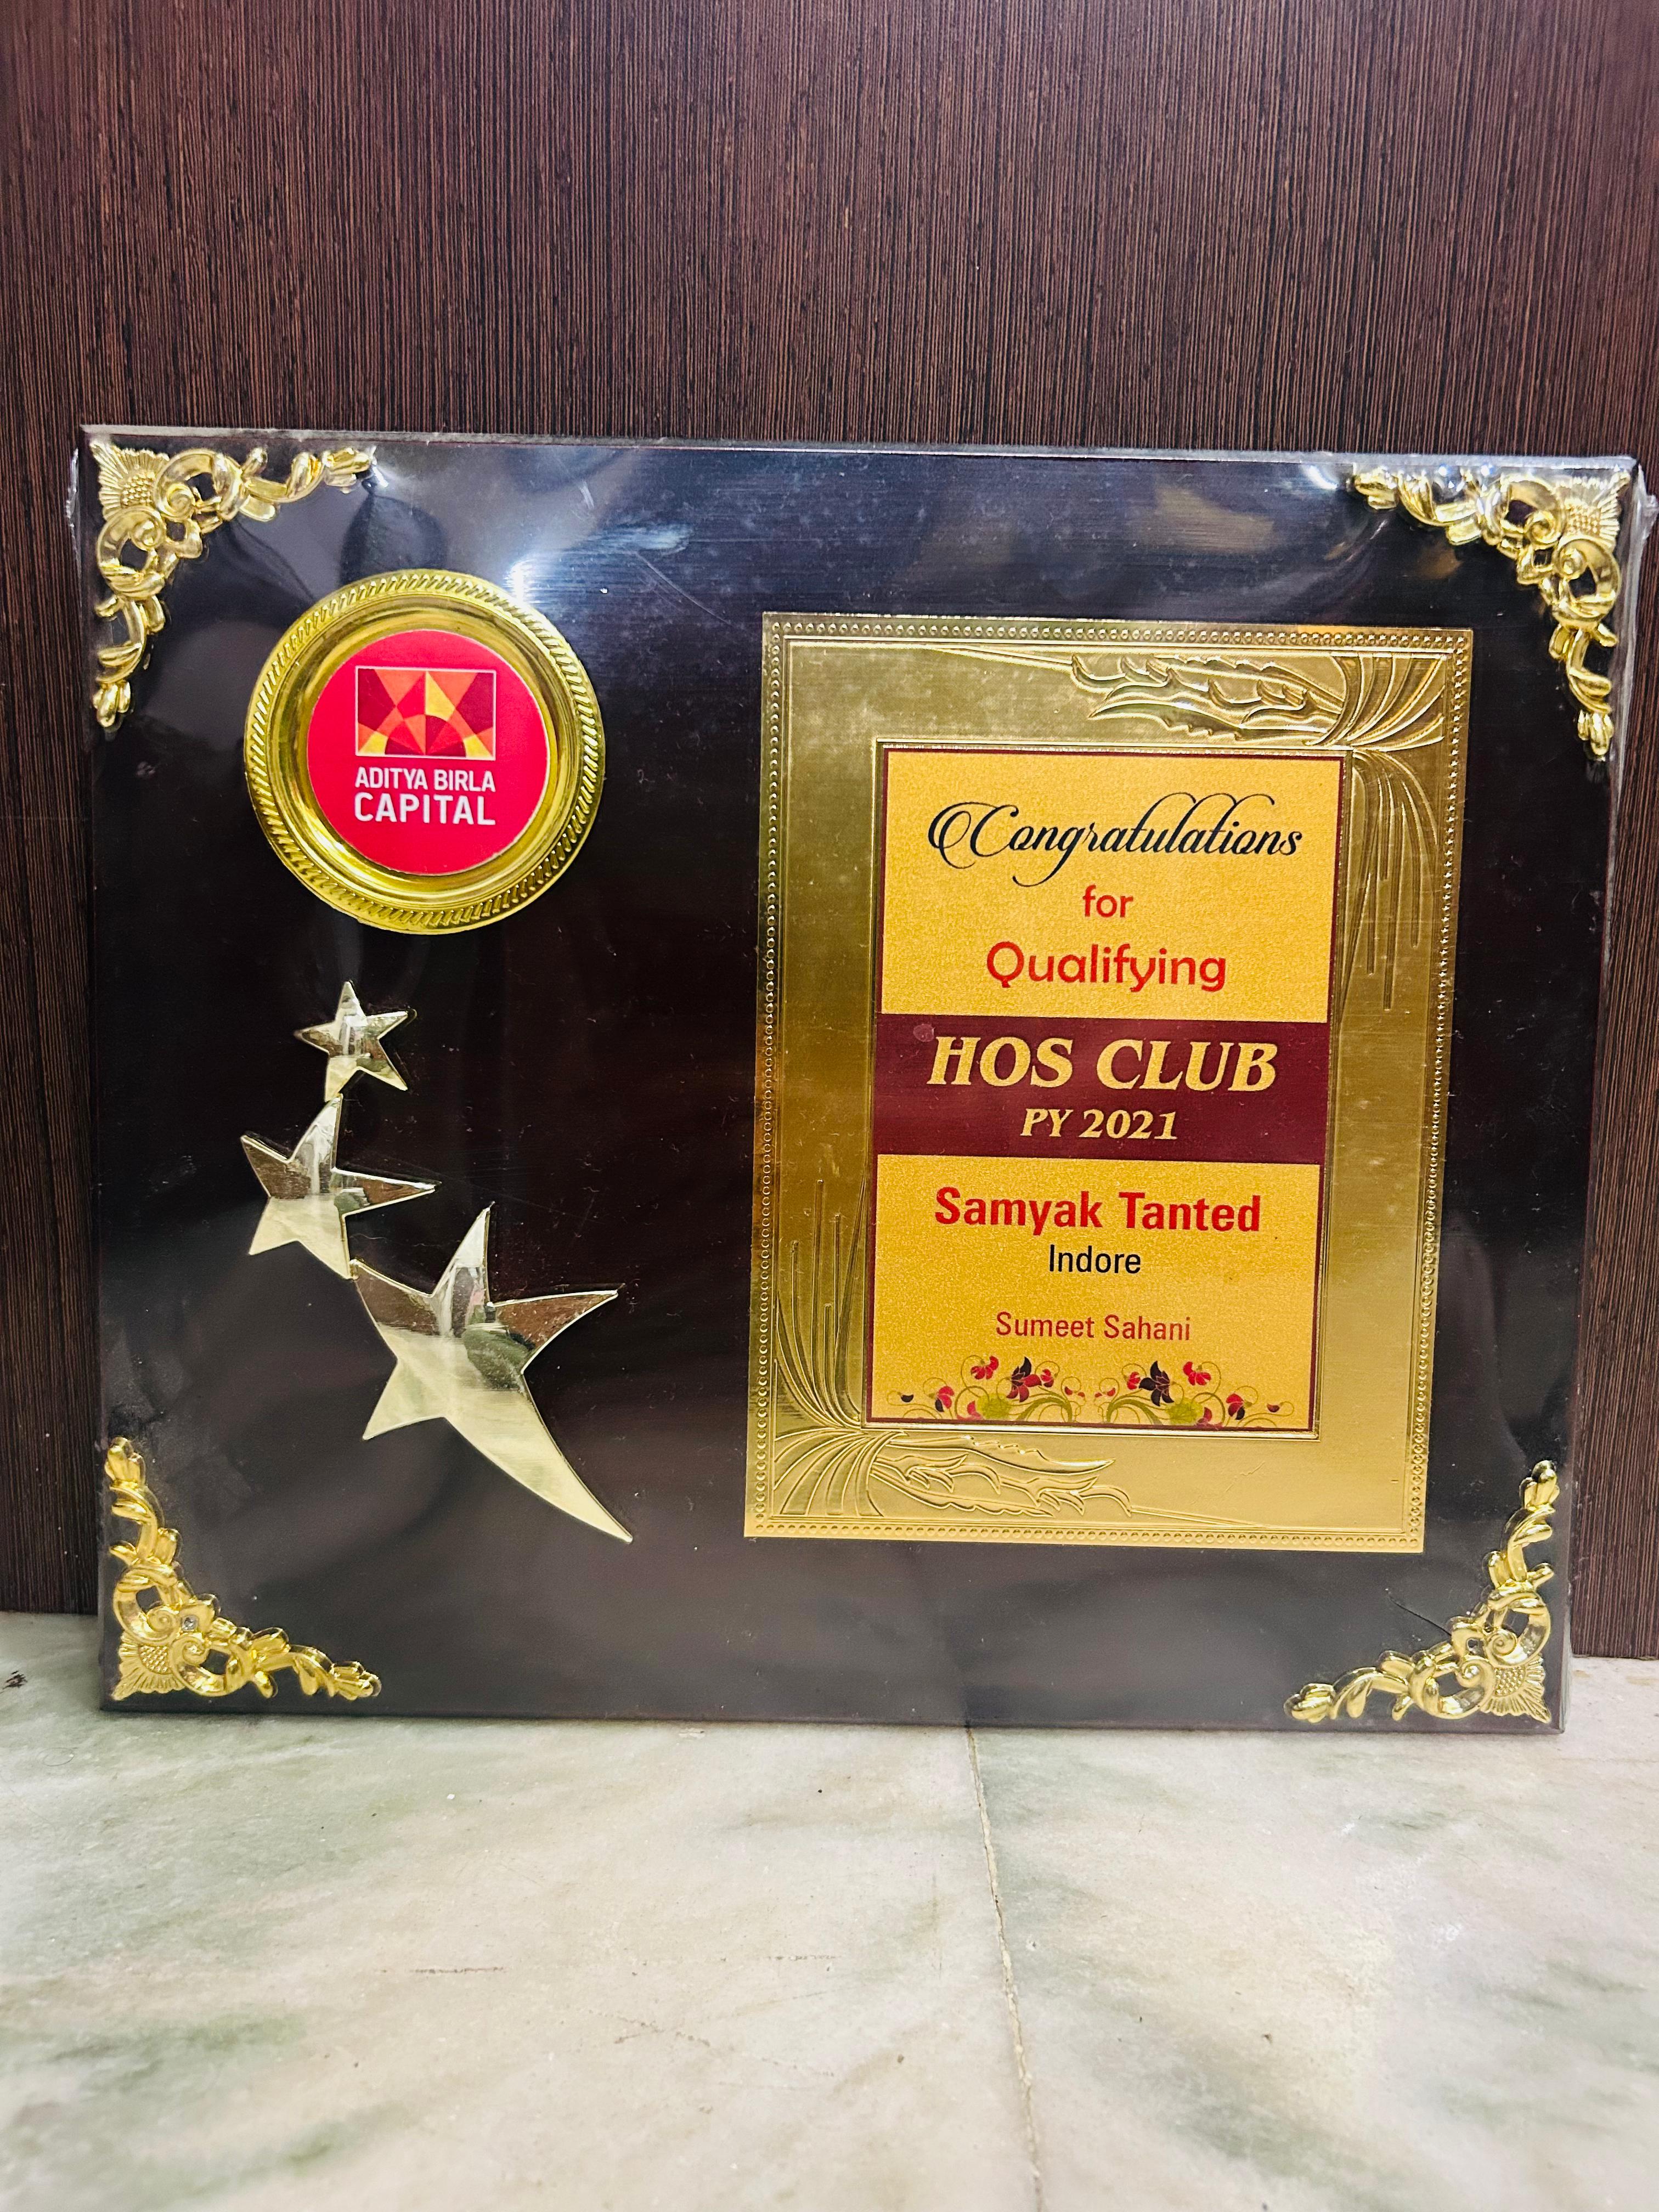 ADITYA BIRLA
CAPITAL
Congratulations
for
Qualifying
HOS CLUB
PY 2021
Samyak Tanted
Indore
Sumeet Sahani